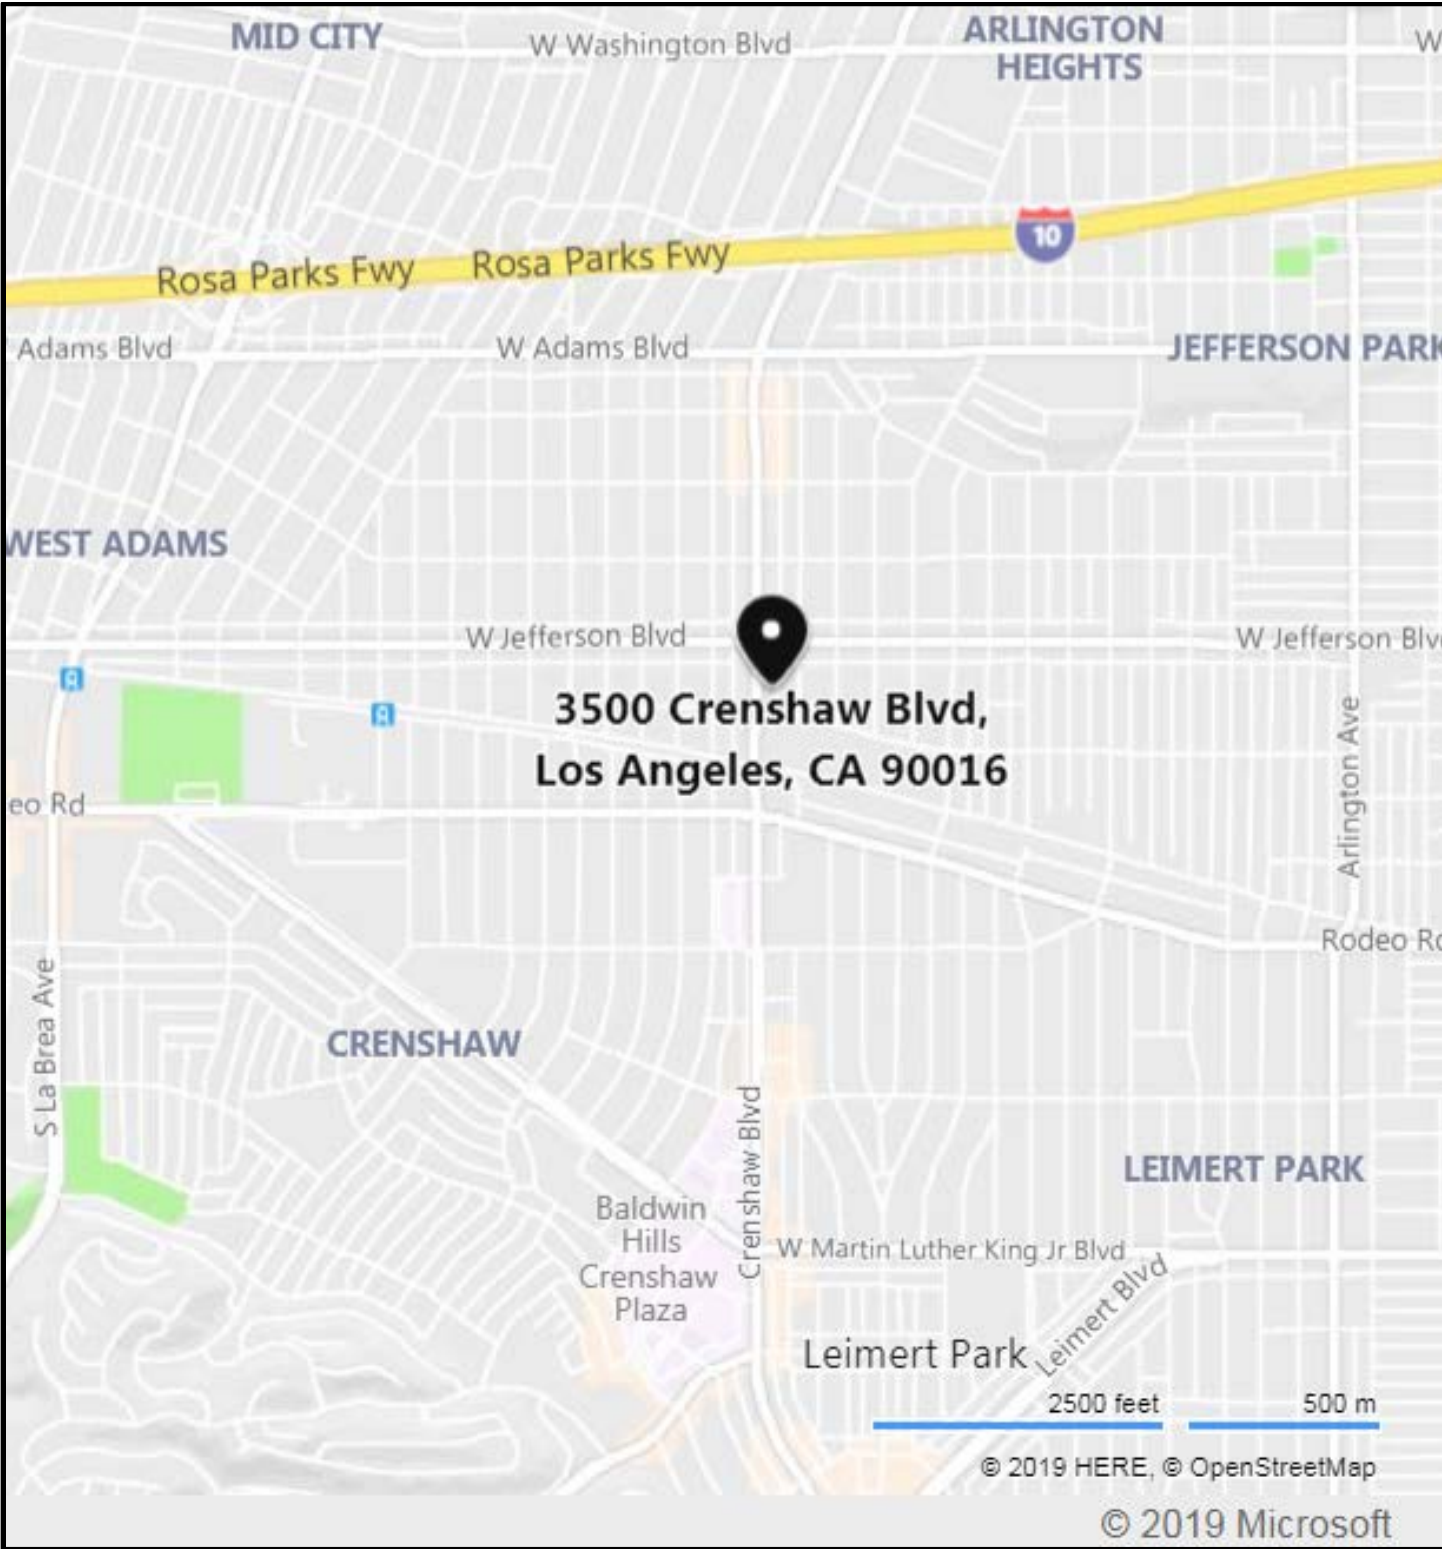 MID CITY
W Washington Blvd
ARLINGTON
HEIGHTS
W
10
Rosa Parks Fwy
Rosa Parks Fwy
Adams Blvd
W Adams Blvd
JEFFERSON PARK
WEST ADAMS
W Jefferson Blvd
W Jefferson Blv
3500 Crenshaw Blvd,
Los Angeles, CA 90016
eo Rd
Arlington Ave
Rodeo Rd
S La Brea Ave
CRENSHAW
Crenshaw Blvd
LEIMERT PARK
Baldwin
Hills
Crenshaw
Plaza
W Martin Luther King Jr Blvd
Leimert Blvd
Leimert Park
2500 feet
500 m
© 2019 HERE, © OpenStreetMap
© 2019 Microsoft